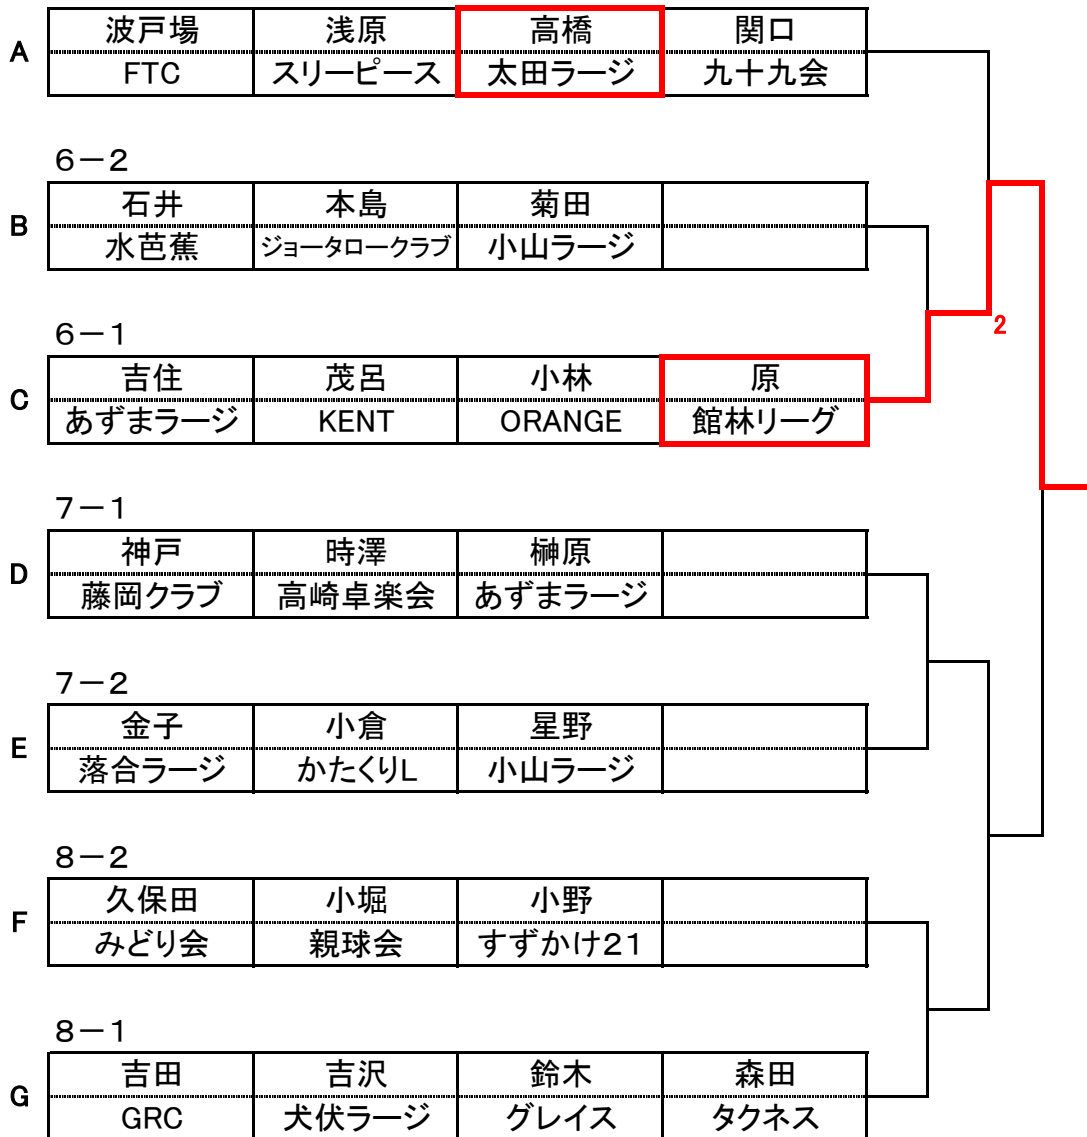 A
波戸場 浅原 高橋 関口
FTC スリーピース 太田ラージ 九十九会
6-2
B
石井 本島 菊田
水芭蕉 ジョータロークラブ 小山ラージ
2
6-1
C
吉住 茂呂 小林 原
あずまラージ KENT ORANGE 館林リーグ
7-1
D
神戸 時澤 榊原
藤岡クラブ 高崎卓楽会 あずまラージ
7-2
E
金子 小倉 星野
落合ラージ かたくりL 小山ラージ
8-2
F
久保田 小堀 小野
みどり会 親球会 すずかけ21
8-1
G
吉田 吉沢 鈴木 森田
GRC 犬伏ラージ グレイス タクネス